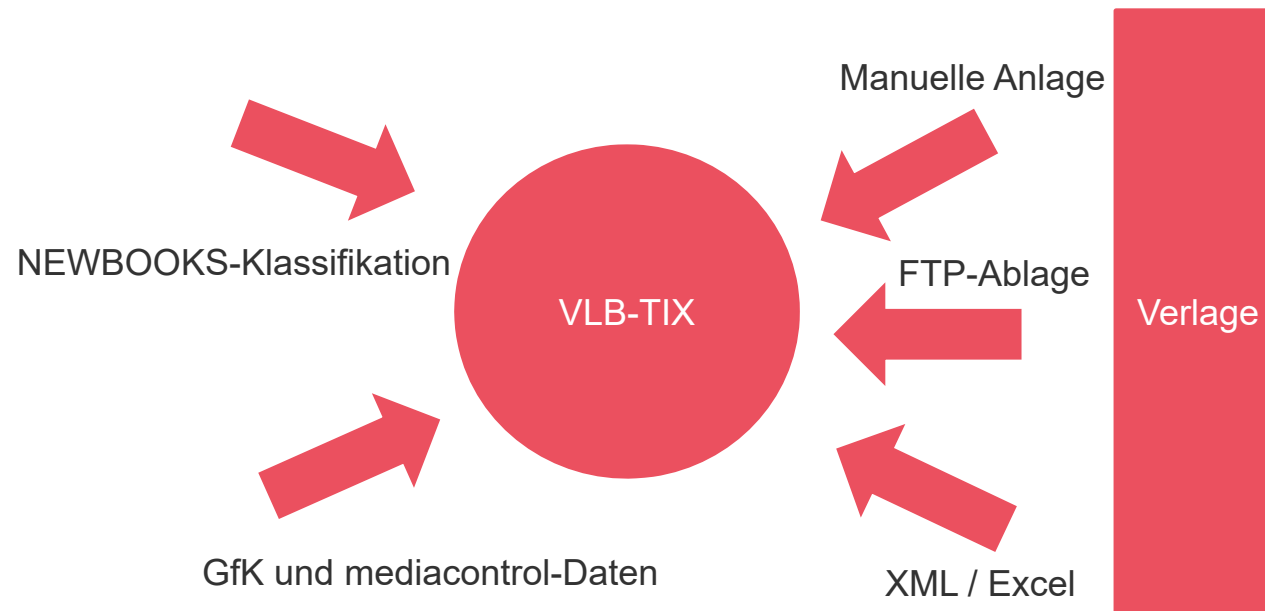 Manuelle Anlage
NEWBOOKS-Klassifikation
FTP-Ablage
VLB-TIX
Verlage
GfK und mediacontrol-Daten
XML / Excel